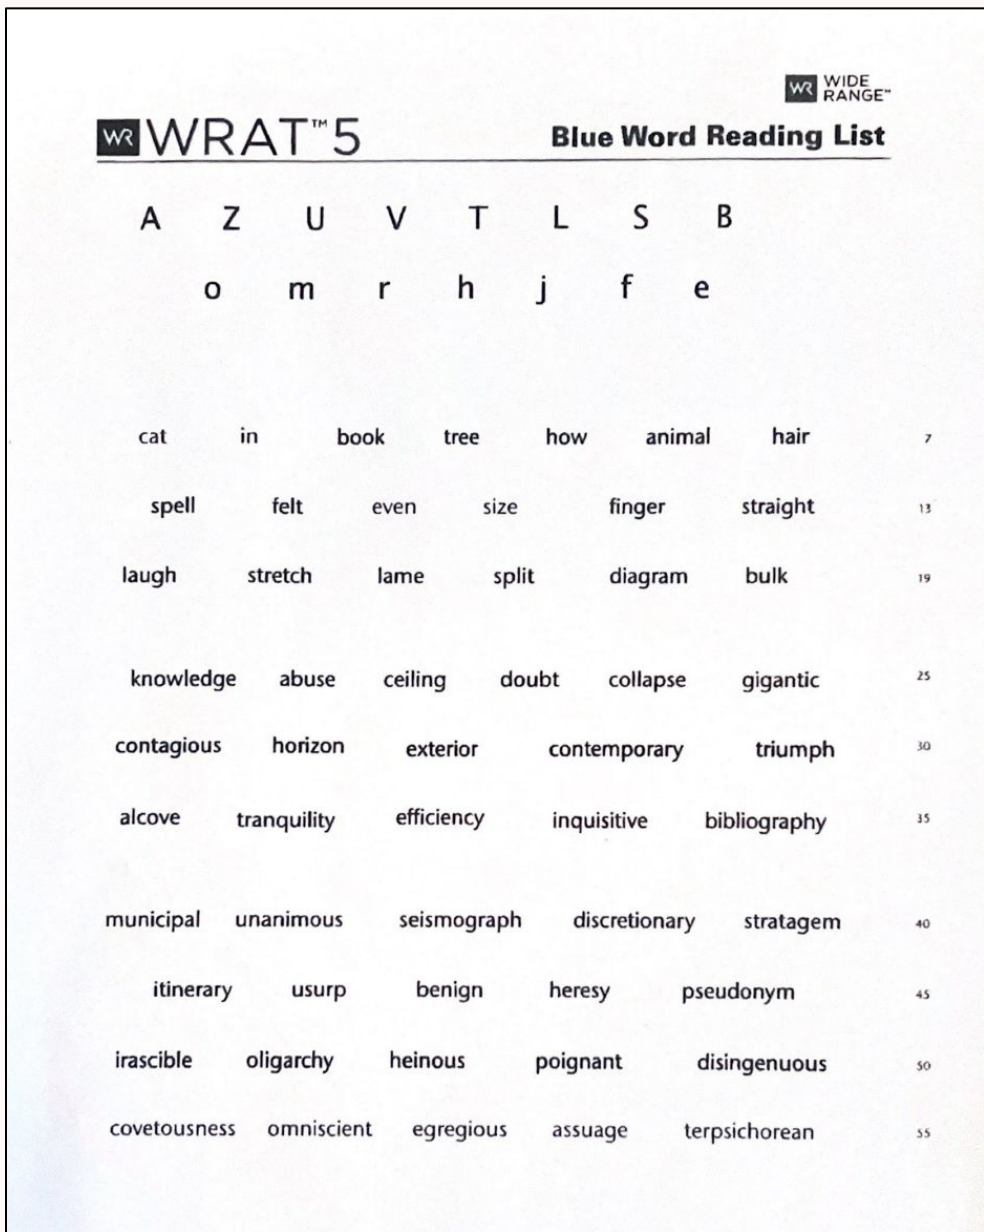 WR WIDE
RANGE™
WR WRAT™5 Blue Word Reading List
A Z U V T L S B
o m r h j f e
cat in book tree how animal hair 7
spell felt even size finger straight 13
laugh stretch lame split diagram bulk 19
knowledge abuse ceiling doubt collapse gigantic 25
contagious horizon exterior contemporary triumph 30
alcove tranquility efficiency inquisitive bibliography 35
municipal unanimous seismograph discretionary stratagem 40
itinerary usurp benign heresy pseudonym 45
irascible oligarchy heinous poignant disingenuous 50
covetousness omniscient egregious assuage terpsichorean 55